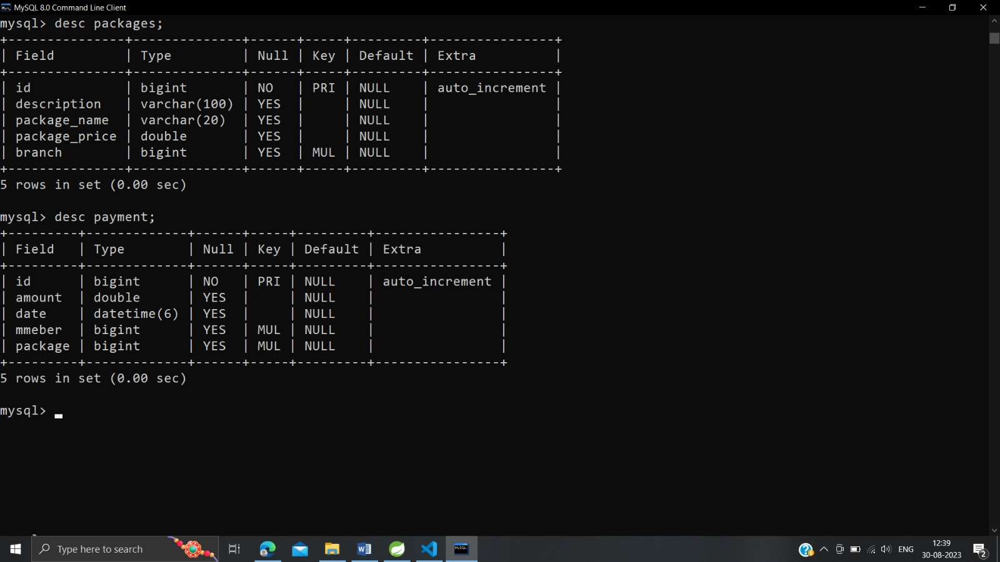 MySQL 8.0 Command Line Client
mysql> desc packages;
+---------------+--------------+------+-----+---------+----------------+
| Field         | Type         | Null | Key | Default | Extra          |
+---------------+--------------+------+-----+---------+----------------+
| id            | bigint       | NO   | PRI | NULL    | auto_increment |
| description   | varchar(100) | YES  |     | NULL    |                |
| package_name  | varchar(20)  | YES  |     | NULL    |                |
| package_price | double       | YES  |     | NULL    |                |
| branch        | bigint       | YES  | MUL | NULL    |                |
+---------------+--------------+------+-----+---------+----------------+
5 rows in set (0.00 sec)
mysql> desc payment;
+---------+-------------+------+-----+---------+----------------+
| Field   | Type        | Null | Key | Default | Extra          |
+---------+-------------+------+-----+---------+----------------+
| id      | bigint      | NO   | PRI | NULL    | auto_increment |
| amount  | double      | YES  |     | NULL    |                |
| date    | datetime(6) | YES  |     | NULL    |                |
| mmeber  | bigint      | YES  | MUL | NULL    |                |
| package | bigint      | YES  | MUL | NULL    |                |
+---------+-------------+------+-----+---------+----------------+
5 rows in set (0.00 sec)
mysql>
Type here to search
ENG
12:39
30-08-2023
2